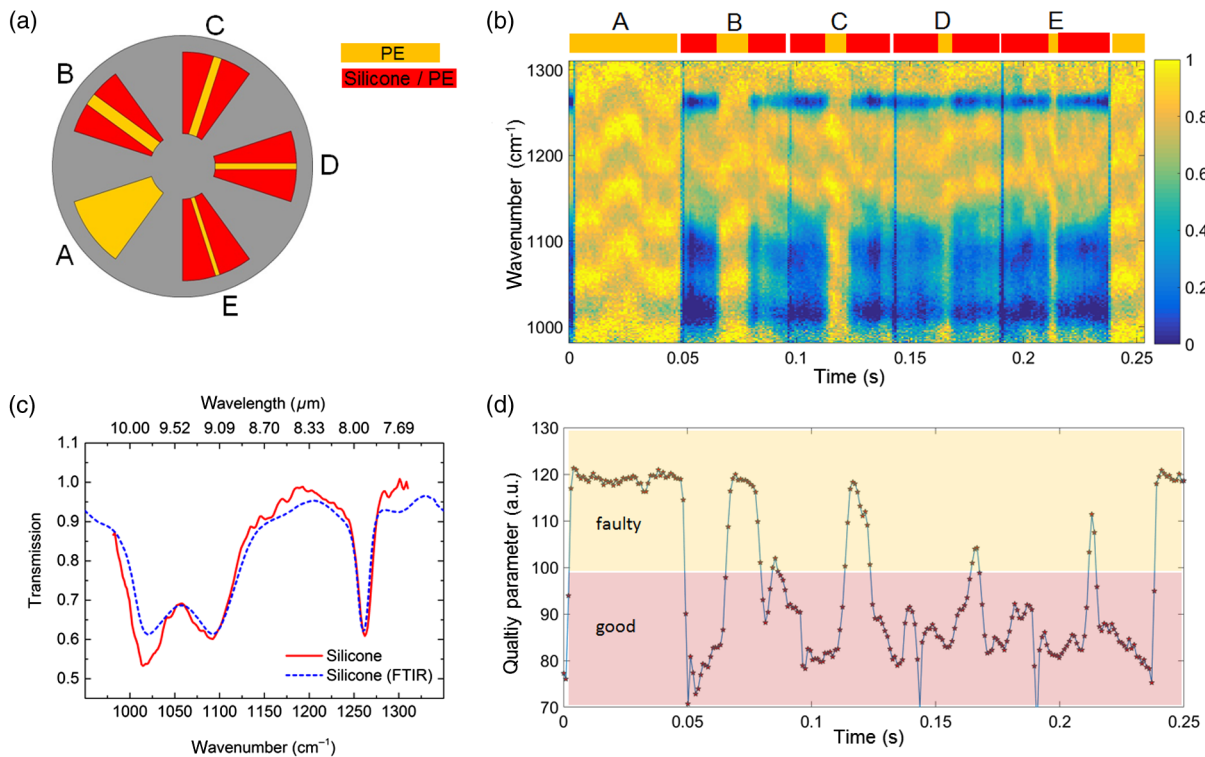 (a)
C
PE
Silicone / PE
B
D
A
E
(b)
A B C D E
1300
1200
1100
1000
Wavenumber (cm⁻¹)
0 0.05 0.1 0.15 0.2 0.25
Time (s)
1
0.8
0.6
0.4
0.2
0
(c)
Wavelength (μm)
10.00 9.52 9.09 8.70 8.33 8.00 7.69
1.1
1.0
0.9
0.8
0.7
0.6
0.5
Transmission
Silicone
Silicone (FTIR)
1000 1050 1100 1150 1200 1250 1300
Wavenumber (cm⁻¹)
(d)
130
120
110
100
90
80
70
Qualtiy parameter (a.u.)
faulty
good
0 0.05 0.1 0.15 0.2 0.25
Time (s)